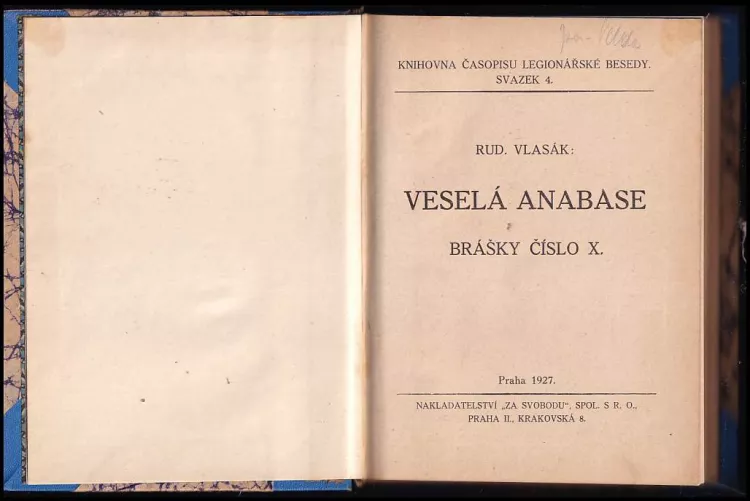 KNIHOVNA ČASOPISU LEGIONÁŘSKÉ BESEDY.
SVAZEK 4.
RUD. VLASÁK:
VESELÁ ANABASE
BRÁŠKY ČÍSLO X.
Praha 1927.
NAKLADATELSTVÍ „ZA SVOBODU“, SPOL. S R. O.,
PRAHA II., KRAKOVSKÁ 8.